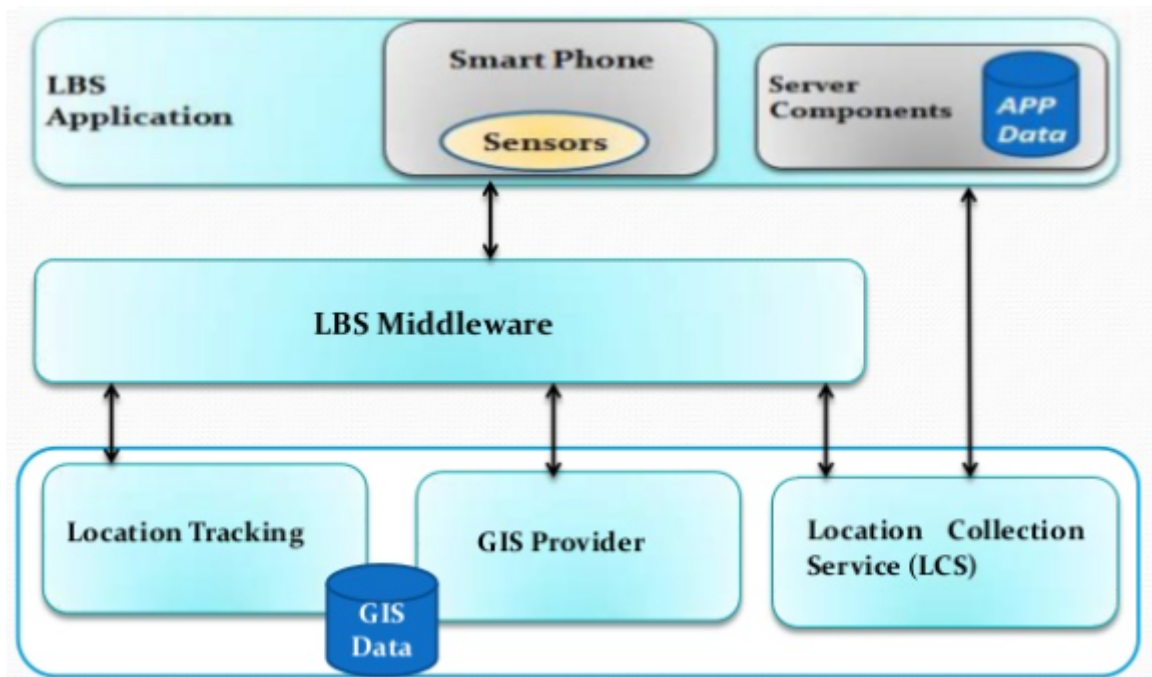 LBS
Application
Smart Phone
Sensors
Server
Components
APP
Data
LBS Middleware
Location Tracking
GIS Provider
Location Collection
Service (LCS)
GIS
Data